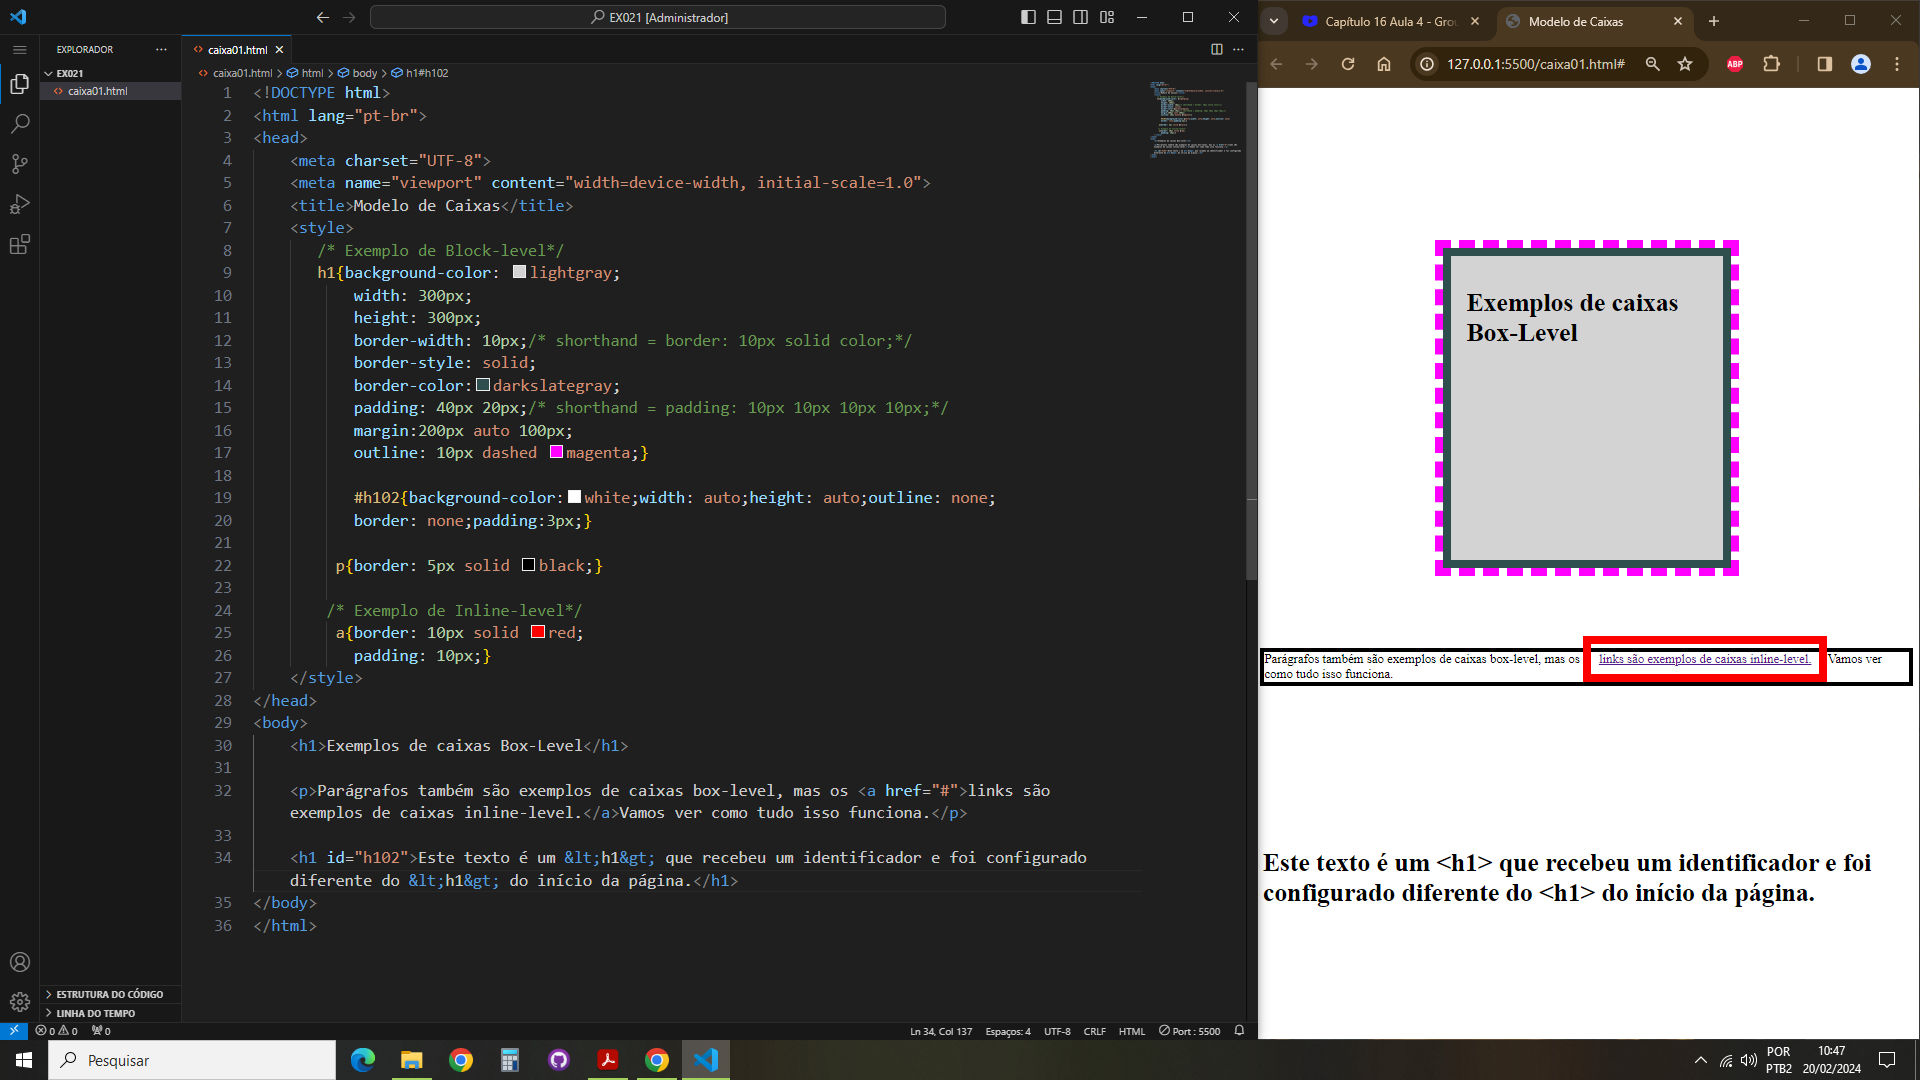 EX021 [Administrador]
EXPLORADOR
EX021
caixa01.html
caixa01.html
caixa01.html > html > body > h1#h102
1 <!DOCTYPE html>
2 <html lang="pt-br">
3 <head>
4 <meta charset="UTF-8">
5 <meta name="viewport" content="width=device-width, initial-scale=1.0">
6 <title>Modelo de Caixas</title>
7 <style>
8 /* Exemplo de Block-level*/
9 h1{background-color: lightgray;
10 width: 300px;
11 height: 300px;
12 border-width: 10px;/* shorthand = border: 10px solid color;*/
13 border-style: solid;
14 border-color: darkslategray;
15 padding: 40px 20px;/* shorthand = padding: 10px 10px 10px 10px;*/
16 margin:200px auto 100px;
17 outline: 10px dashed magenta;}
18
19 #h102{background-color: white;width: auto;height: auto;outline: none;
20 border: none;padding:3px;}
21
22 p{border: 5px solid black;}
23
24 /* Exemplo de Inline-level*/
25 a{border: 10px solid red;
26 padding: 10px;}
27 </style>
28 </head>
29 <body>
30 <h1>Exemplos de caixas Box-Level</h1>
31
32 <p>Parágrafos também são exemplos de caixas box-level, mas os <a href="#">links são
exemplos de caixas inline-level.</a>Vamos ver como tudo isso funciona.</p>
33
34 <h1 id="h102">Este texto é um &lt;h1&gt; que recebeu um identificador e foi configurado
diferente do &lt;h1&gt; do início da página.</h1>
35 </body>
36 </html>
ESTRUTURA DO CÓDIGO
LINHA DO TEMPO
0 0 0
Ln 34, Col 137 Espaços: 4 UTF-8 CRLF HTML Port : 5500
Capítulo 16 Aula 4 - Grou
Modelo de Caixas
127.0.0.1:5500/caixa01.html#
ABP
Exemplos de caixas
Box-Level
Parágrafos também são exemplos de caixas box-level, mas os links são exemplos de caixas inline-level. Vamos ver
como tudo isso funciona.
Este texto é um <h1> que recebeu um identificador e foi
configurado diferente do <h1> do início da página.
Pesquisar
POR
PTB2
10:47
20/02/2024